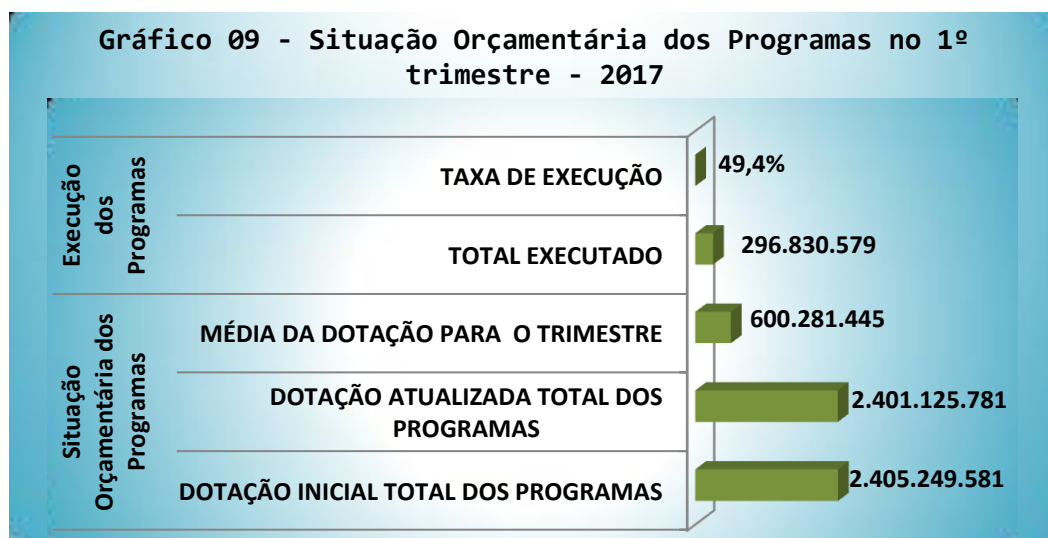 Gráfico 09 - Situação Orçamentária dos Programas no 1º
trimestre - 2017
Execução
dos
Programas
TAXA DE EXECUÇÃO
49,4%
TOTAL EXECUTADO
296.830.579
Situação
Orçamentária dos
Programas
MÉDIA DA DOTAÇÃO PARA O TRIMESTRE
600.281.445
DOTAÇÃO ATUALIZADA TOTAL DOS
PROGRAMAS
2.401.125.781
DOTAÇÃO INICIAL TOTAL DOS PROGRAMAS
2.405.249.581